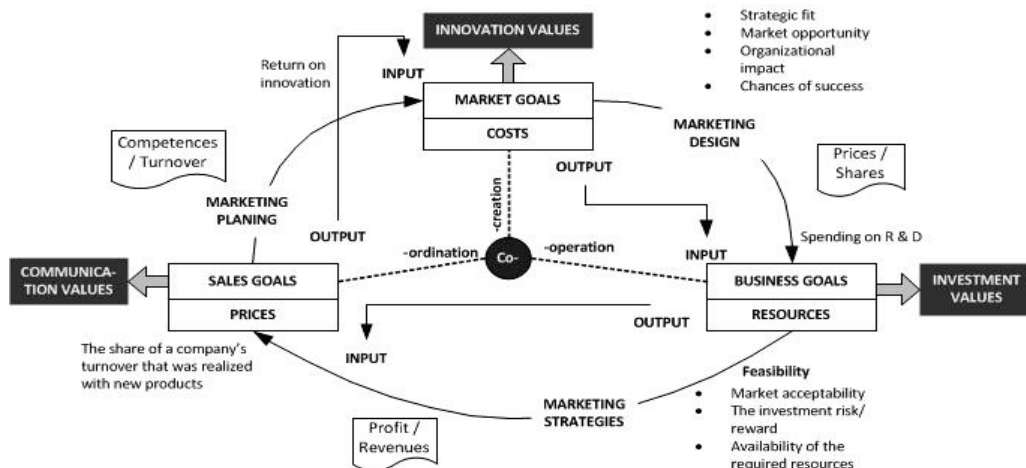 INNOVATION VALUES
• Strategic fit
• Market opportunity
• Organizational
impact
• Chances of success
Return on
innovation
INPUT
MARKET GOALS
COSTS
MARKETING
DESIGN
Competences
/ Turnover
Prices /
Shares
OUTPUT
MARKETING
PLANING
OUTPUT
-creation
Spending on R & D
-ordination
Co-
-operation
INPUT
COMMUNICA-
TION VALUES
SALES GOALS
PRICES
BUSINESS GOALS
RESOURCES
INVESTMENT
VALUES
OUTPUT
INPUT
The share of a company's
turnover that was realized
with new products
Feasibility
• Market acceptability
• The investment risk/
reward
• Availability of the
required resources
MARKETING
STRATEGIES
Profit /
Revenues